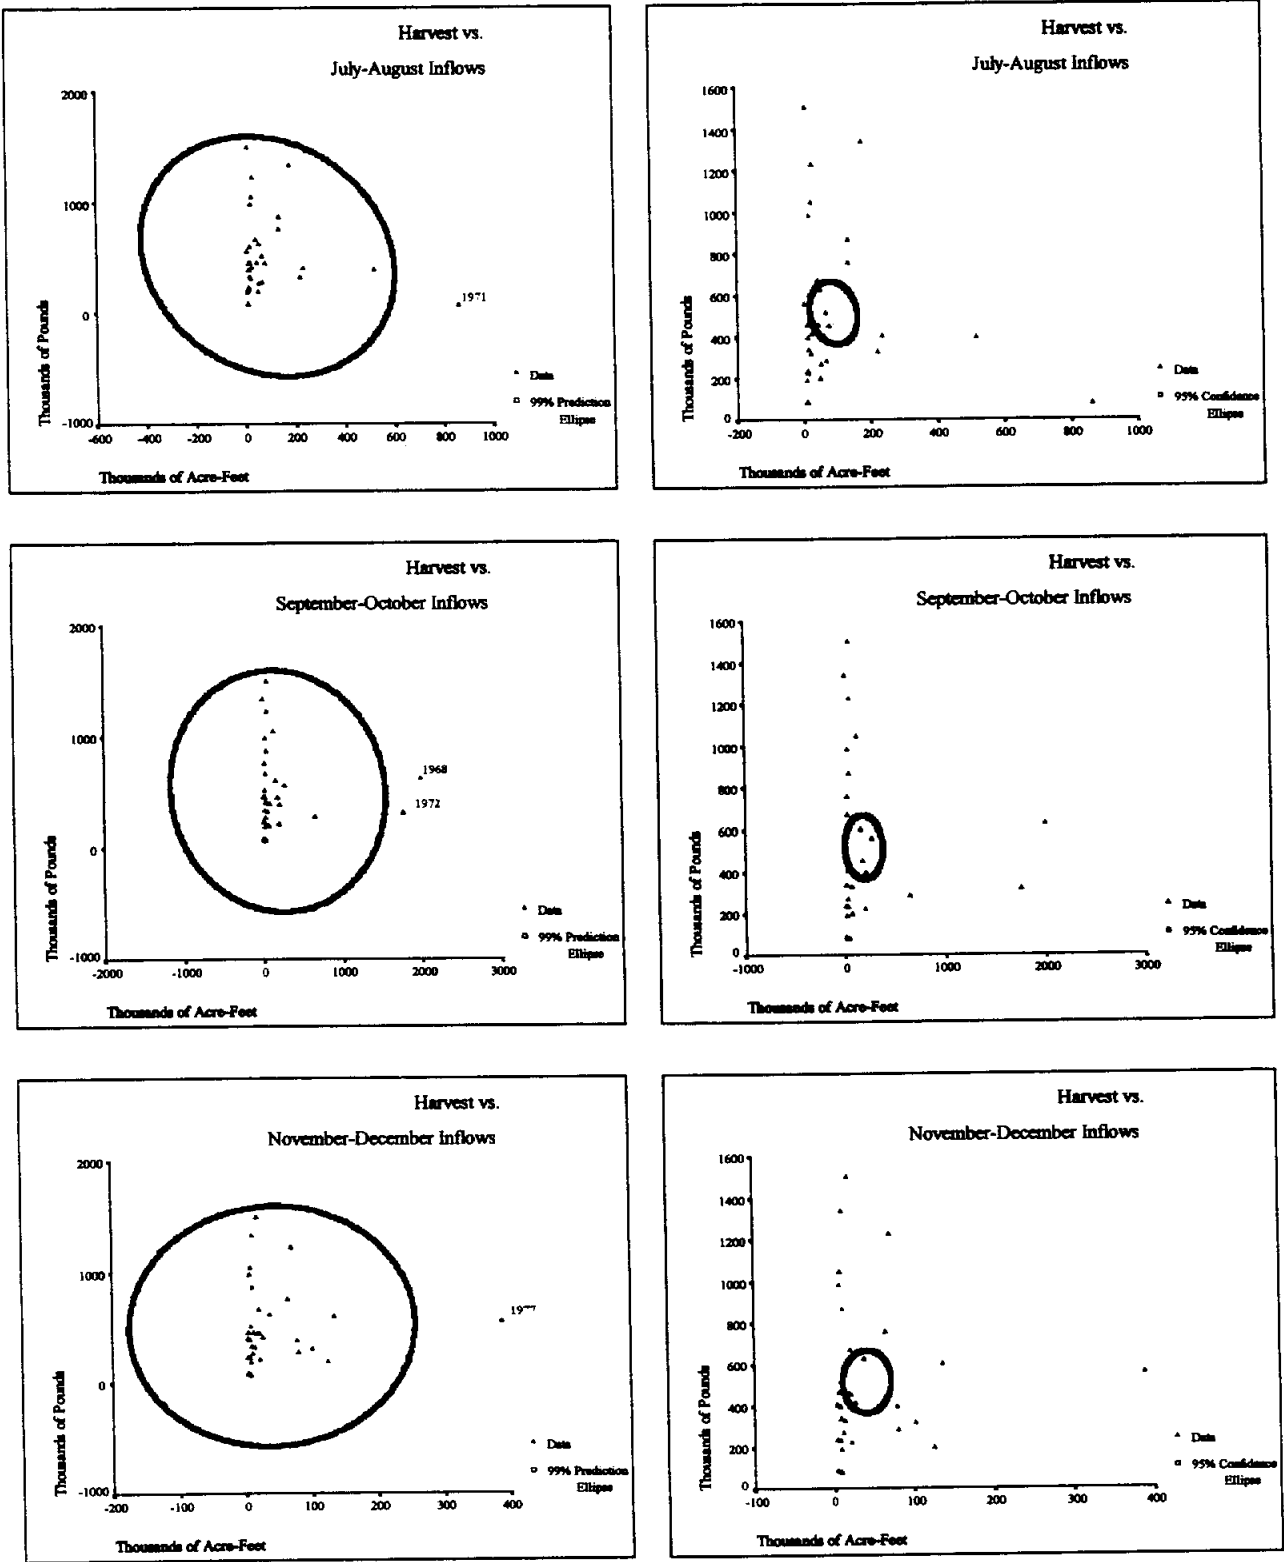 Harvest vs.
July-August Inflows
2000
1000
0
-1000
-600
-400
-200
0
200
400
600
800
1000
Thousands of Pounds
Thousands of Acre-Feet
1971
Data
99% Prediction
Ellipse
Harvest vs.
July-August Inflows
1600
1400
1200
1000
800
600
400
200
0
-200
0
200
400
600
800
1000
Thousands of Pounds
Thousands of Acre-Feet
Data
95% Confidence
Ellipse
Harvest vs.
September-October Inflows
2000
1000
0
-1000
-2000
-1000
0
1000
2000
3000
Thousands of Pounds
Thousands of Acre-Feet
1968
1972
Data
99% Prediction
Ellipse
Harvest vs.
September-October Inflows
1600
1400
1200
1000
800
600
400
200
0
-1000
0
1000
2000
3000
Thousands of Pounds
Thousands of Acre-Feet
Data
95% Confidence
Ellipse
Harvest vs.
November-December Inflows
2000
1000
0
-1000
-200
-100
0
100
200
300
400
Thousands of Pounds
Thousands of Acre-Feet
Data
99% Prediction
Ellipse
Harvest vs.
November-December Inflows
1600
1400
1200
1000
800
600
400
200
0
-100
0
100
200
300
400
Thousands of Pounds
Thousands of Acre-Feet
Data
95% Confidence
Ellipse